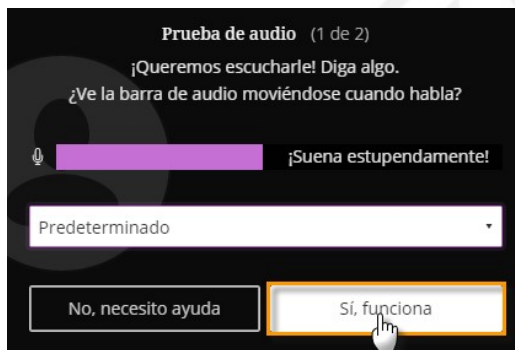 Prueba de audio (1 de 2)
¡Queremos escucharle! Diga algo.
¿Ve la barra de audio moviéndose cuando habla?
¡Suena estupendamente!
Predeterminado
No, necesito ayuda
Sí, funciona